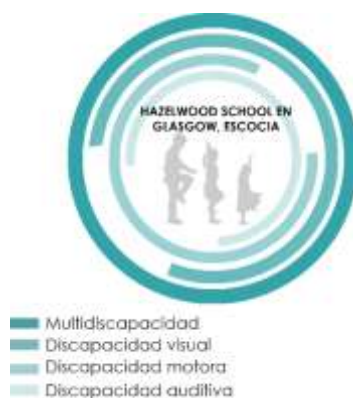 HAZELWOOD SCHOOL EN
GLASGOW, ESCOCIA
Multidiscapacidad
Discapacidad visual
Discapacidad motora
Discapacidad auditiva